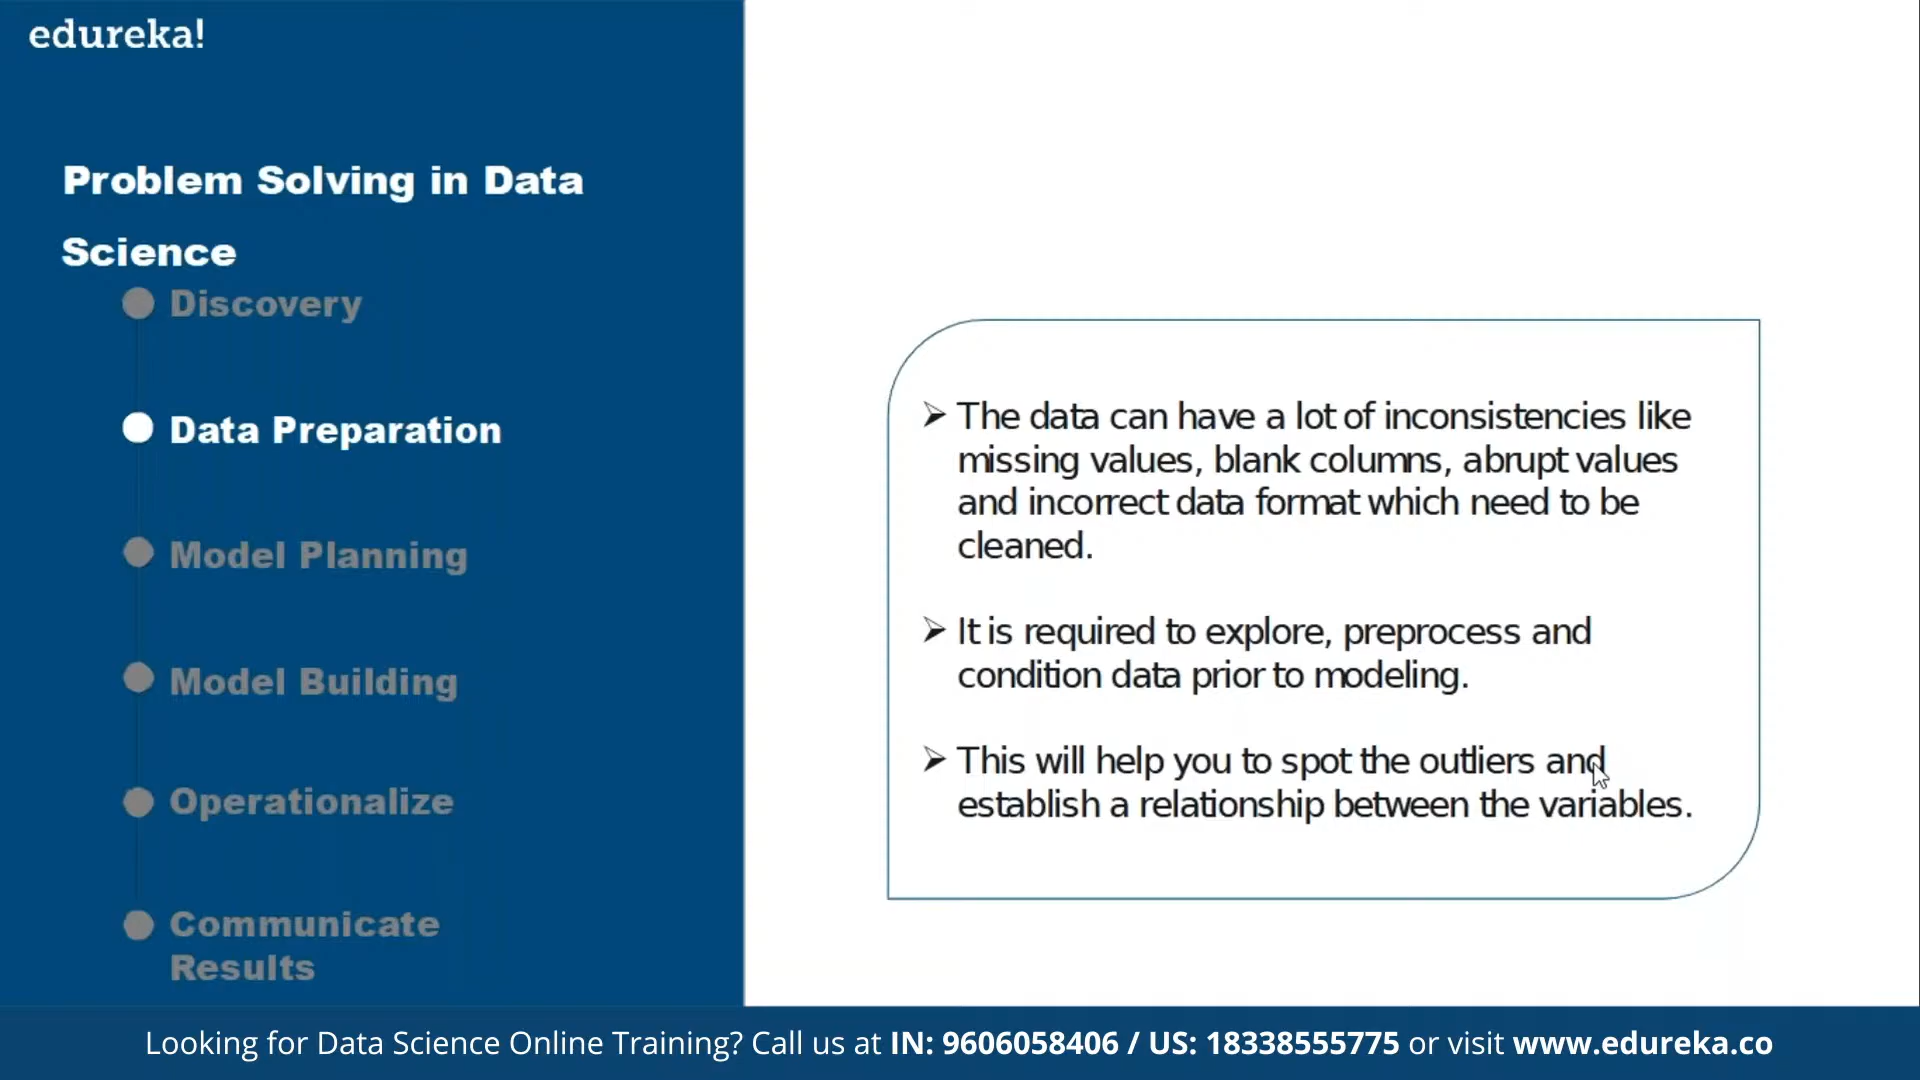 edureka!
Problem Solving in Data
Science
Discovery
Data Preparation
Model Planning
Model Building
Operationalize
Communicate
Results
➢ The data can have a lot of inconsistencies like
missing values, blank columns, abrupt values
and incorrect data format which need to be
cleaned.
➢ It is required to explore, preprocess and
condition data prior to modeling.
➢ This will help you to spot the outliers and
establish a relationship between the variables.
Looking for Data Science Online Training? Call us at IN: 9606058406 / US: 18338555775 or visit www.edureka.co